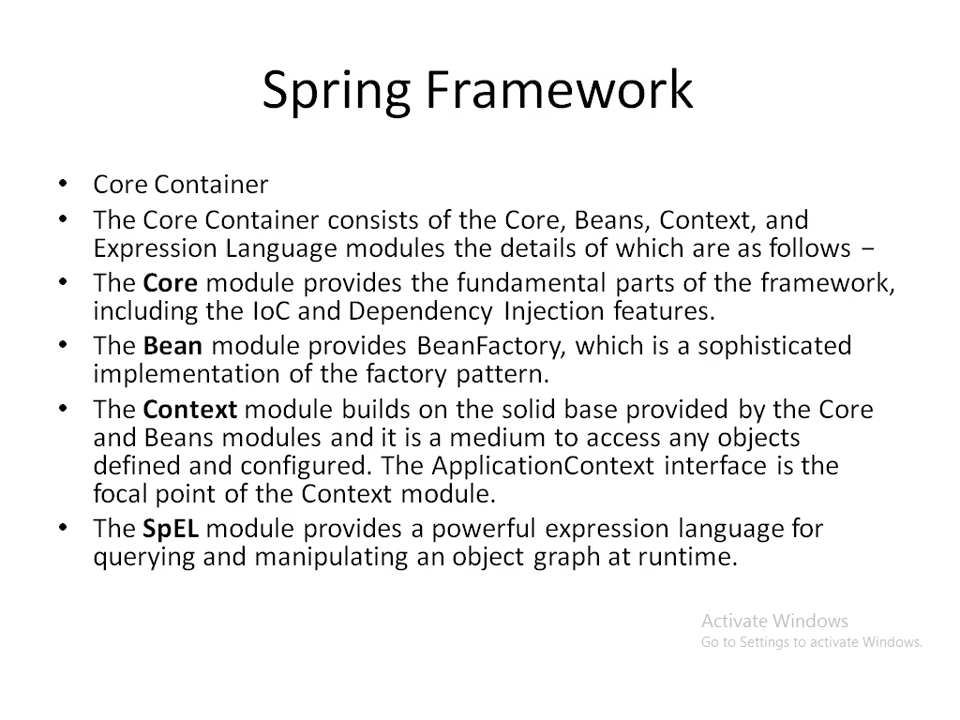 Spring Framework
• Core Container
• The Core Container consists of the Core, Beans, Context, and
Expression Language modules the details of which are as follows −
• The Core module provides the fundamental parts of the framework,
including the IoC and Dependency Injection features.
• The Bean module provides BeanFactory, which is a sophisticated
implementation of the factory pattern.
• The Context module builds on the solid base provided by the Core
and Beans modules and it is a medium to access any objects
defined and configured. The ApplicationContext interface is the
focal point of the Context module.
• The SpEL module provides a powerful expression language for
querying and manipulating an object graph at runtime.
Activate Windows
Go to Settings to activate Windows.